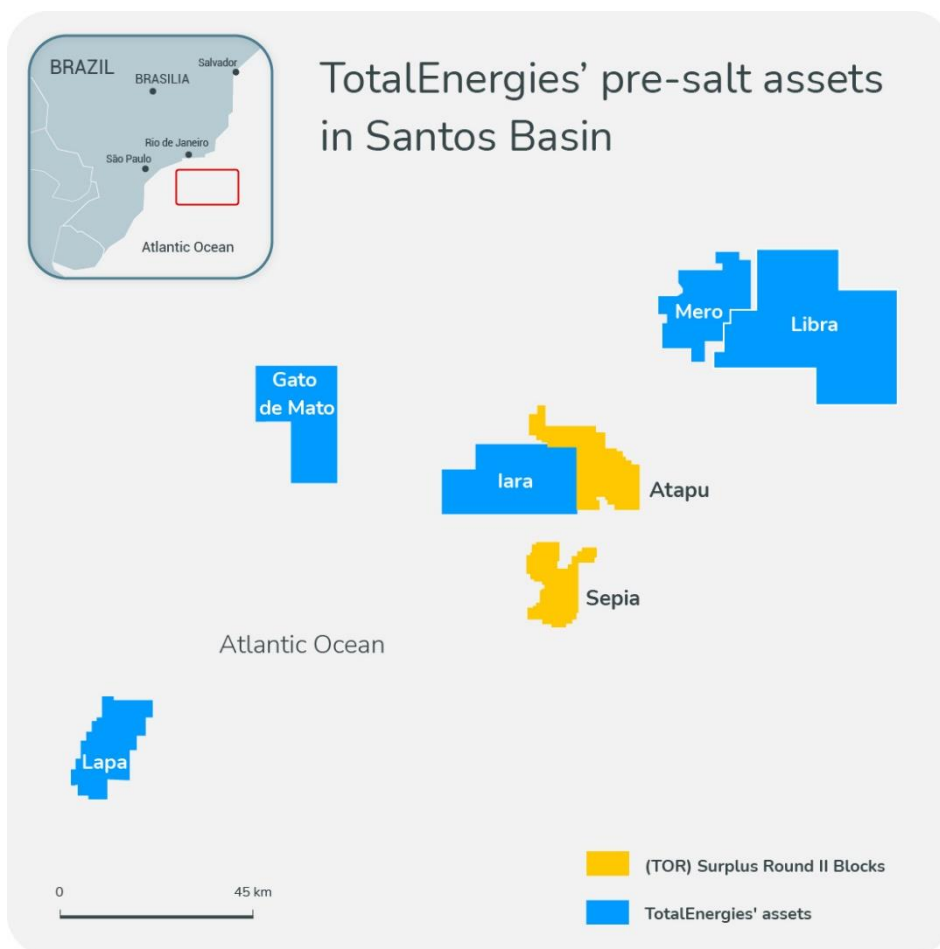 TotalEnergies' pre-salt assets
in Santos Basin
BRAZIL
BRASILIA
Salvador
Rio de Janeiro
São Paulo
Atlantic Ocean
Mero
Libra
Gato
de Mato
Iara
Atapu
Sepia
Atlantic Ocean
Lapa
0
45 km
(TOR) Surplus Round II Blocks
TotalEnergies' assets